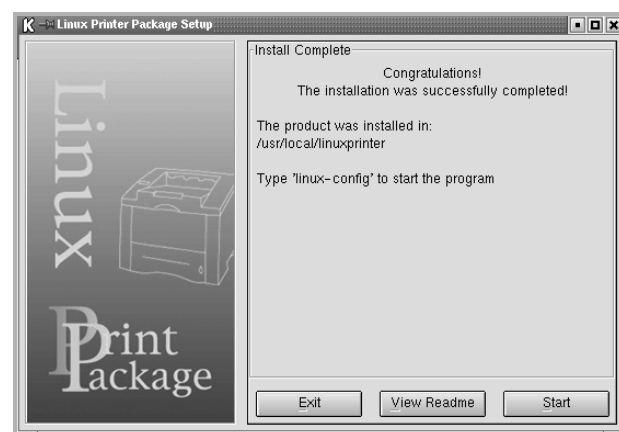 Linux Printer Package Setup
Linux
Print
Package
Install Complete
Congratulations!
The installation was successfully completed!
The product was installed in:
/usr/local/linuxprinter
Type 'linux-config' to start the program
Exit
View Readme
Start